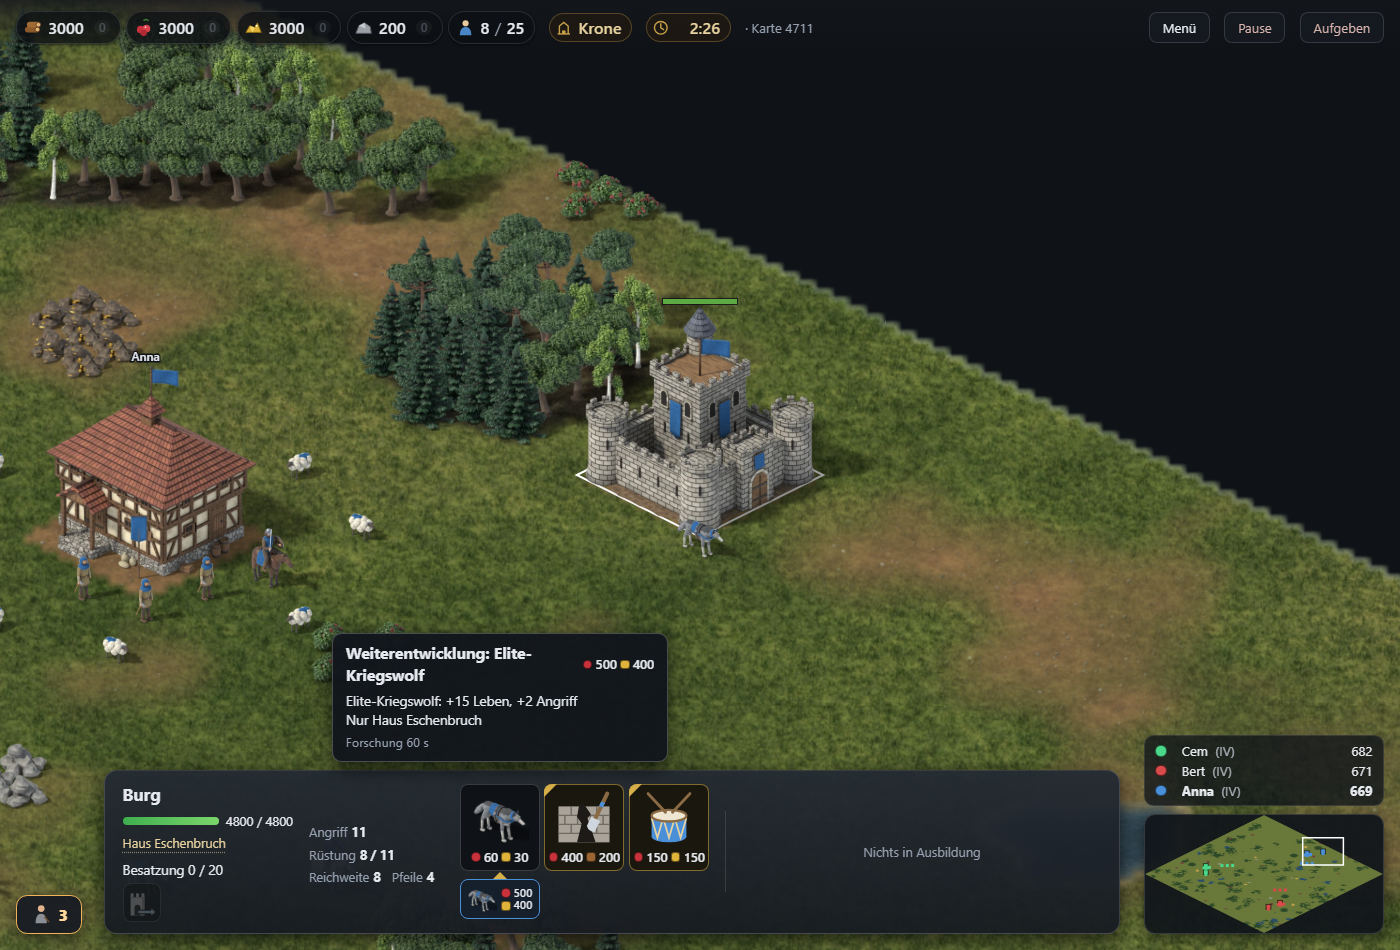 3000 0 3000 0 3000 0 200 0 8 / 25 Krone 2:26 · Karte 4711 Menü Pause Aufgeben
Anna
Weiterentwicklung: Elite-
Kriegswolf
500 400
Elite-Kriegswolf: +15 Leben, +2 Angriff
Nur Haus Eschenbruch
Forschung 60 s
Cem (IV) 682
Bert (IV) 671
Anna (IV) 669
Burg
4800 / 4800
Haus Eschenbruch
Besatzung 0 / 20
Angriff 11
Rüstung 8 / 11
Reichweite 8 Pfeile 4
60 30
400 200
150 150
500
400
Nichts in Ausbildung
3